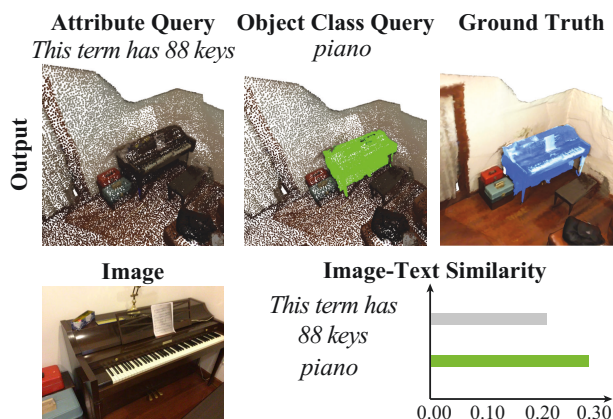 Attribute Query Object Class Query Ground Truth
This term has 88 keys piano
Output
Image Image-Text Similarity
This term has
88 keys
piano
0.00 0.10 0.20 0.30